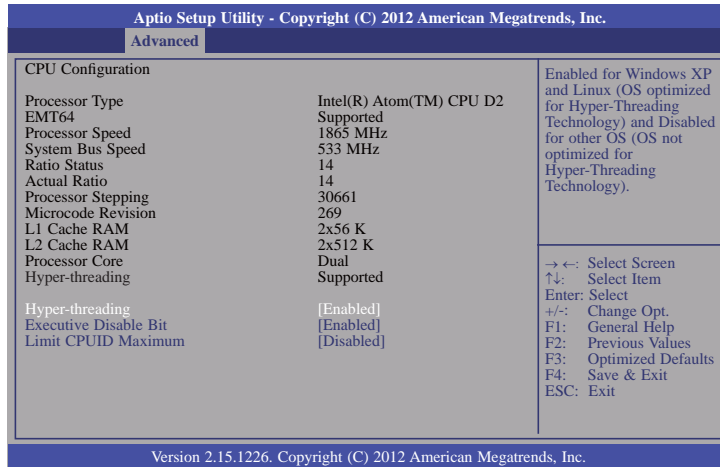 Aptio Setup Utility - Copyright (C) 2012 American Megatrends, Inc.
Advanced
CPU Configuration
Processor Type Intel(R) Atom(TM) CPU D2
EMT64 Supported
Processor Speed 1865 MHz
System Bus Speed 533 MHz
Ratio Status 14
Actual Ratio 14
Processor Stepping 30661
Microcode Revision 269
L1 Cache RAM 2x56 K
L2 Cache RAM 2x512 K
Processor Core Dual
Hyper-threading Supported
Hyper-threading [Enabled]
Executive Disable Bit [Enabled]
Limit CPUID Maximum [Disabled]
Enabled for Windows XP
and Linux (OS optimized
for Hyper-Threading
Technology) and Disabled
for other OS (OS not
optimized for
Hyper-Threading
Technology).
→←: Select Screen
↑↓: Select Item
Enter: Select
+/-: Change Opt.
F1: General Help
F2: Previous Values
F3: Optimized Defaults
F4: Save & Exit
ESC: Exit
Version 2.15.1226. Copyright (C) 2012 American Megatrends, Inc.